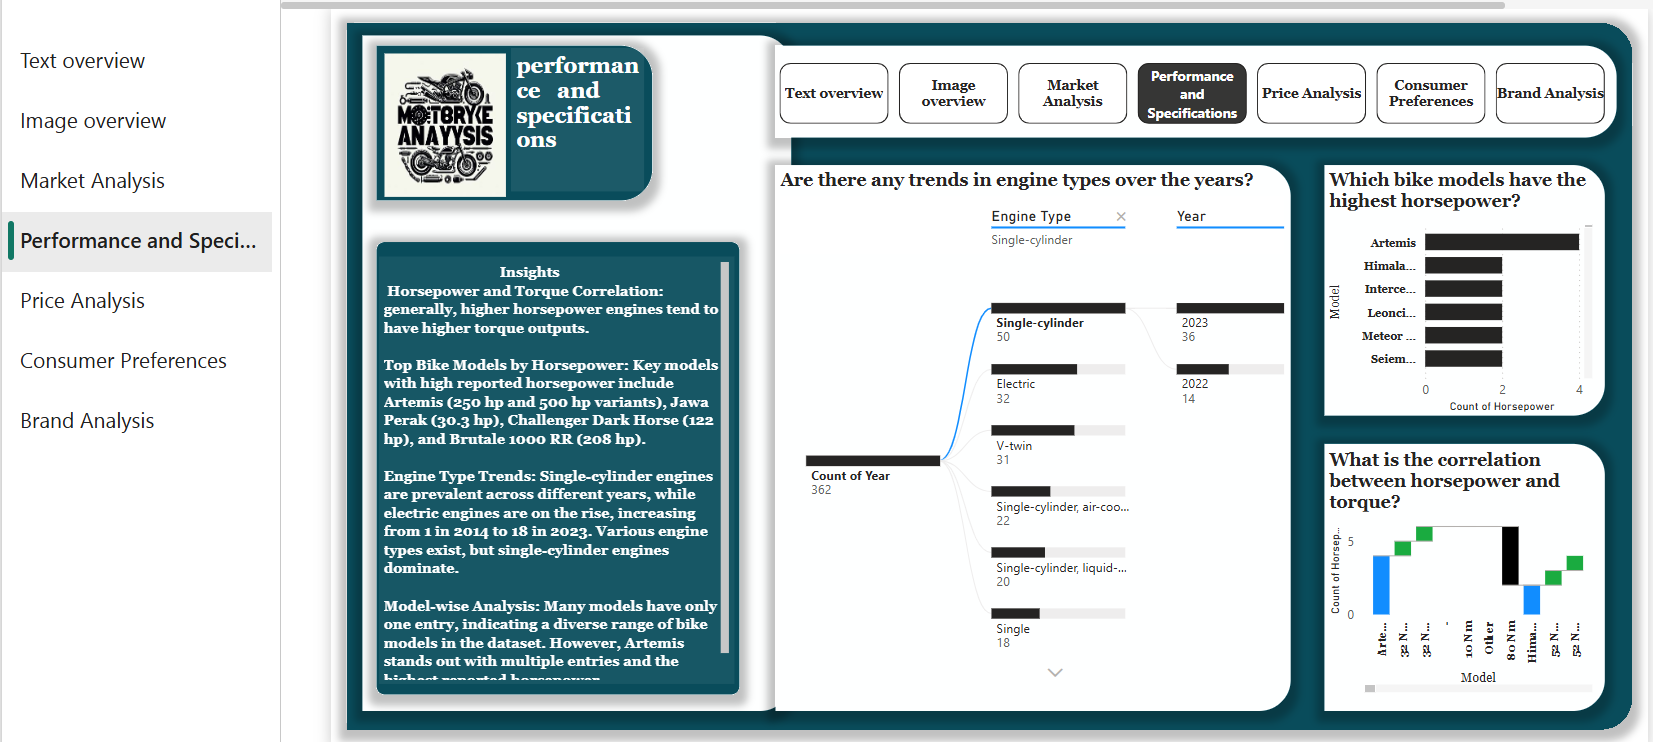 Text overview
Image overview
Market Analysis
Performance and Speci...
Price Analysis
Consumer Preferences
Brand Analysis
MOTBRYKE
ANAYYSIS
performan
ce and
specificati
ons
Text overview
Image
overview
Market
Analysis
Performance
and
Specifications
Price Analysis
Consumer
Preferences
Brand Analysis
Insights
Horsepower and Torque Correlation:
generally, higher horsepower engines tend to
have higher torque outputs.
Top Bike Models by Horsepower: Key models
with high reported horsepower include
Artemis (250 hp and 500 hp variants), Jawa
Perak (30.3 hp), Challenger Dark Horse (122
hp), and Brutale 1000 RR (208 hp).
Engine Type Trends: Single-cylinder engines
are prevalent across different years, while
electric engines are on the rise, increasing
from 1 in 2014 to 18 in 2023. Various engine
types exist, but single-cylinder engines
dominate.
Model-wise Analysis: Many models have only
one entry, indicating a diverse range of bike
models in the dataset. However, Artemis
stands out with multiple entries and the
highest reported horsepower
Are there any trends in engine types over the years?
Engine Type
Single-cylinder
Year
Count of Year
362
Single-cylinder
50
Electric
32
V-twin
31
Single-cylinder, air-coo...
22
Single-cylinder, liquid-...
20
Single
18
2023
36
2022
14
Which bike models have the
highest horsepower?
Model
Artemis
Himala...
Interce...
Leonci...
Meteor ...
Seiem...
0 2 4
Count of Horsepower
What is the correlation
between horsepower and
torque?
Count of Horsep...
5
0
Arte...
32 N...
32 N...
-
10 Nm
Other
80 Nm
Hima...
52 N...
52 N...
Model